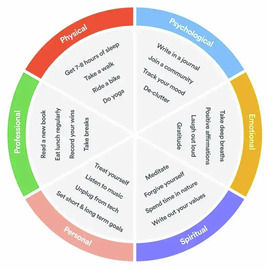 Physical
Get 7-8 hours of sleep
Take a walk
Ride a bike
Do yoga
Psychological
Write in a journal
Join a community
Track your mood
De-clutter
Emotional
Take deep breaths
Positive affirmations
Laugh out loud
Gratitude
Spiritual
Meditate
Forgive yourself
Spend time in nature
Write out your values
Personal
Treat yourself
Listen to music
Unplug from tech
Set short & long term goals
Professional
Read a new book
Eat lunch regularly
Record your wins
Take breaks